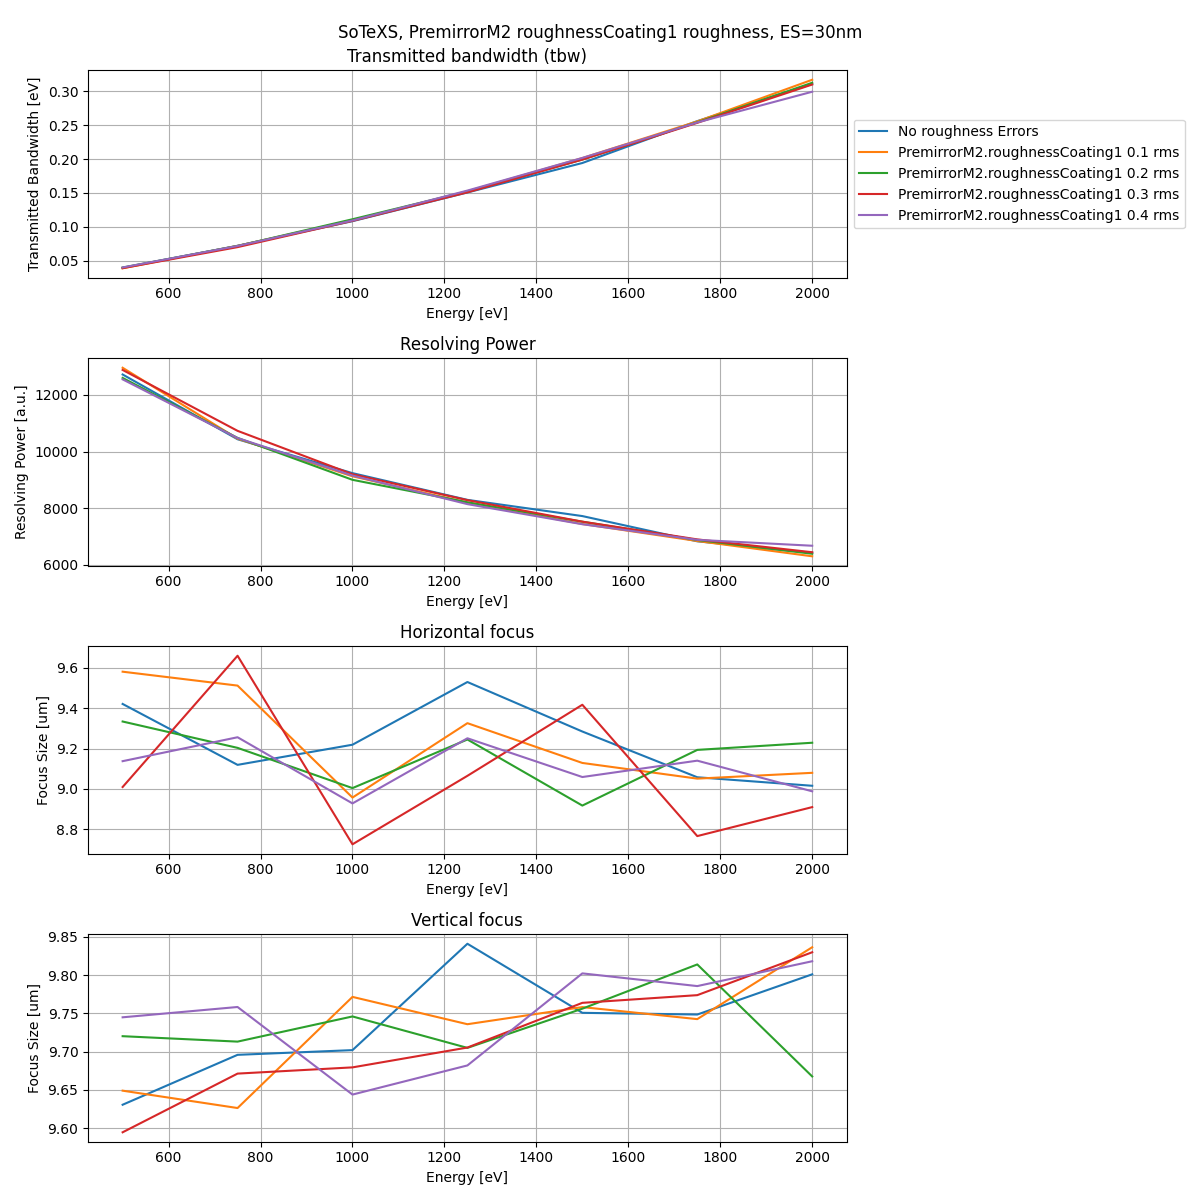 SoTeXS, PremirrorM2 roughnessCoating1 roughness, ES=30nm
Transmitted bandwidth (tbw)
Transmitted Bandwidth [eV]
0.30
0.25
0.20
0.15
0.10
0.05
600 800 1000 1200 1400 1600 1800 2000
Energy [eV]
No roughness Errors
PremirrorM2.roughnessCoating1 0.1 rms
PremirrorM2.roughnessCoating1 0.2 rms
PremirrorM2.roughnessCoating1 0.3 rms
PremirrorM2.roughnessCoating1 0.4 rms
Resolving Power
Resolving Power [a.u.]
12000
10000
8000
6000
600 800 1000 1200 1400 1600 1800 2000
Energy [eV]
Horizontal focus
Focus Size [um]
9.6
9.4
9.2
9.0
8.8
600 800 1000 1200 1400 1600 1800 2000
Energy [eV]
Vertical focus
Focus Size [um]
9.85
9.80
9.75
9.70
9.65
9.60
600 800 1000 1200 1400 1600 1800 2000
Energy [eV]